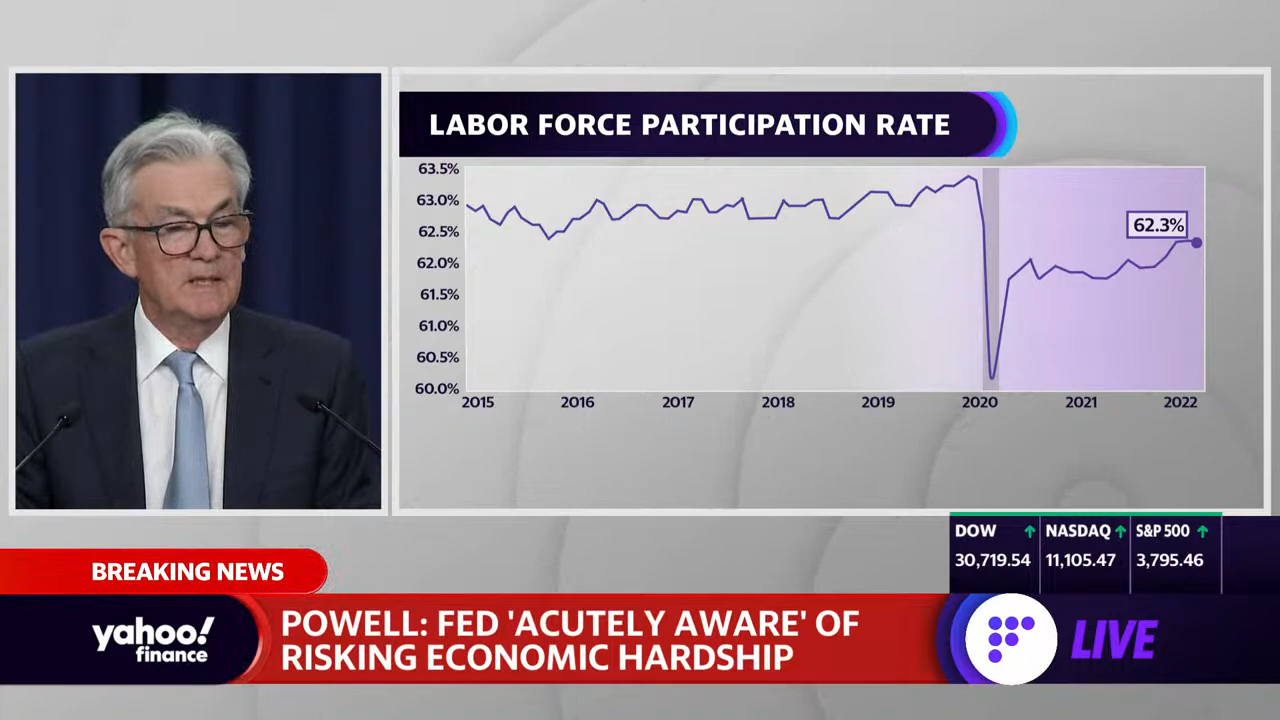 LABOR FORCE PARTICIPATION RATE
63.5%
63.0%
62.5%
62.0%
61.5%
61.0%
60.5%
60.0%
62.3%
2015 2016 2017 2018 2019 2020 2021 2022
DOW NASDAQ S&P 500
30,719.54 11,105.47 3,795.46
BREAKING NEWS
yahoo!
finance
POWELL: FED 'ACUTELY AWARE' OF
RISKING ECONOMIC HARDSHIP
LIVE